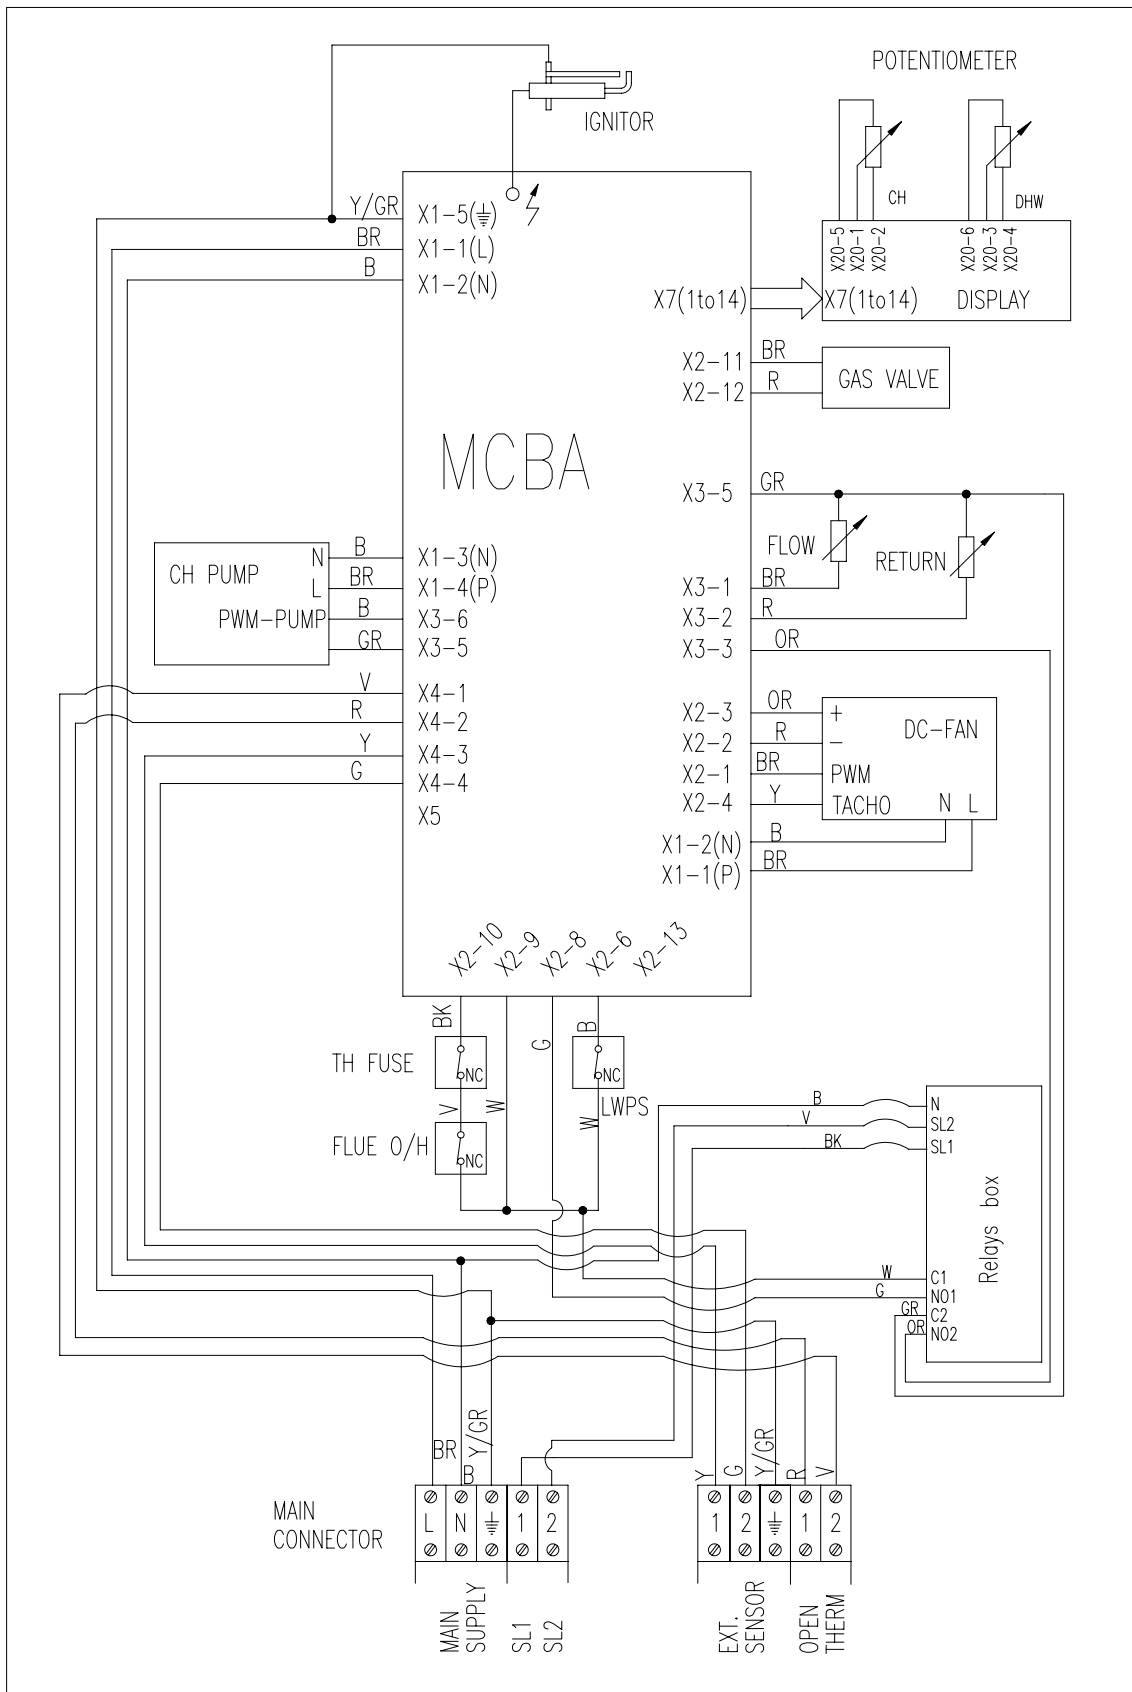 POTENTIOMETER
IGNITOR
CH
DHW
Y/GR
X1-5(⏚)
BR
X1-1(L)
B
X1-2(N)
X20-5
X20-1
X20-2
X20-6
X20-3
X20-4
X7(1to14)
X7(1to14)
DISPLAY
X2-11
BR
X2-12
R
GAS VALVE
MCBA
X3-5
GR
FLOW
RETURN
X3-1
BR
X3-2
R
X3-3
OR
CH PUMP
N
B
X1-3(N)
L
BR
X1-4(P)
PWM-PUMP
B
X3-6
GR
X3-5
V
X4-1
R
X4-2
Y
X4-3
G
X4-4
X5
X2-3
OR
+
DC-FAN
X2-2
R
-
X2-1
BR
PWM
X2-4
Y
TACHO
N L
X1-2(N)
B
X1-1(P)
BR
X2-10
X2-9
X2-8
X2-6
X2-13
BK
G
B
TH FUSE
NC
NC
LWPS
V
W
W
FLUE O/H
NC
B
N
V
SL2
BK
SL1
Relays box
W
C1
G
NO1
GR
C2
OR
NO2
BR
B
Y/GR
Y
G
Y/GR
R
V
MAIN
CONNECTOR
L
N
1
2
1
2
1
2
MAIN
SUPPLY
SL1
SL2
EXT.
SENSOR
OPEN
THERM